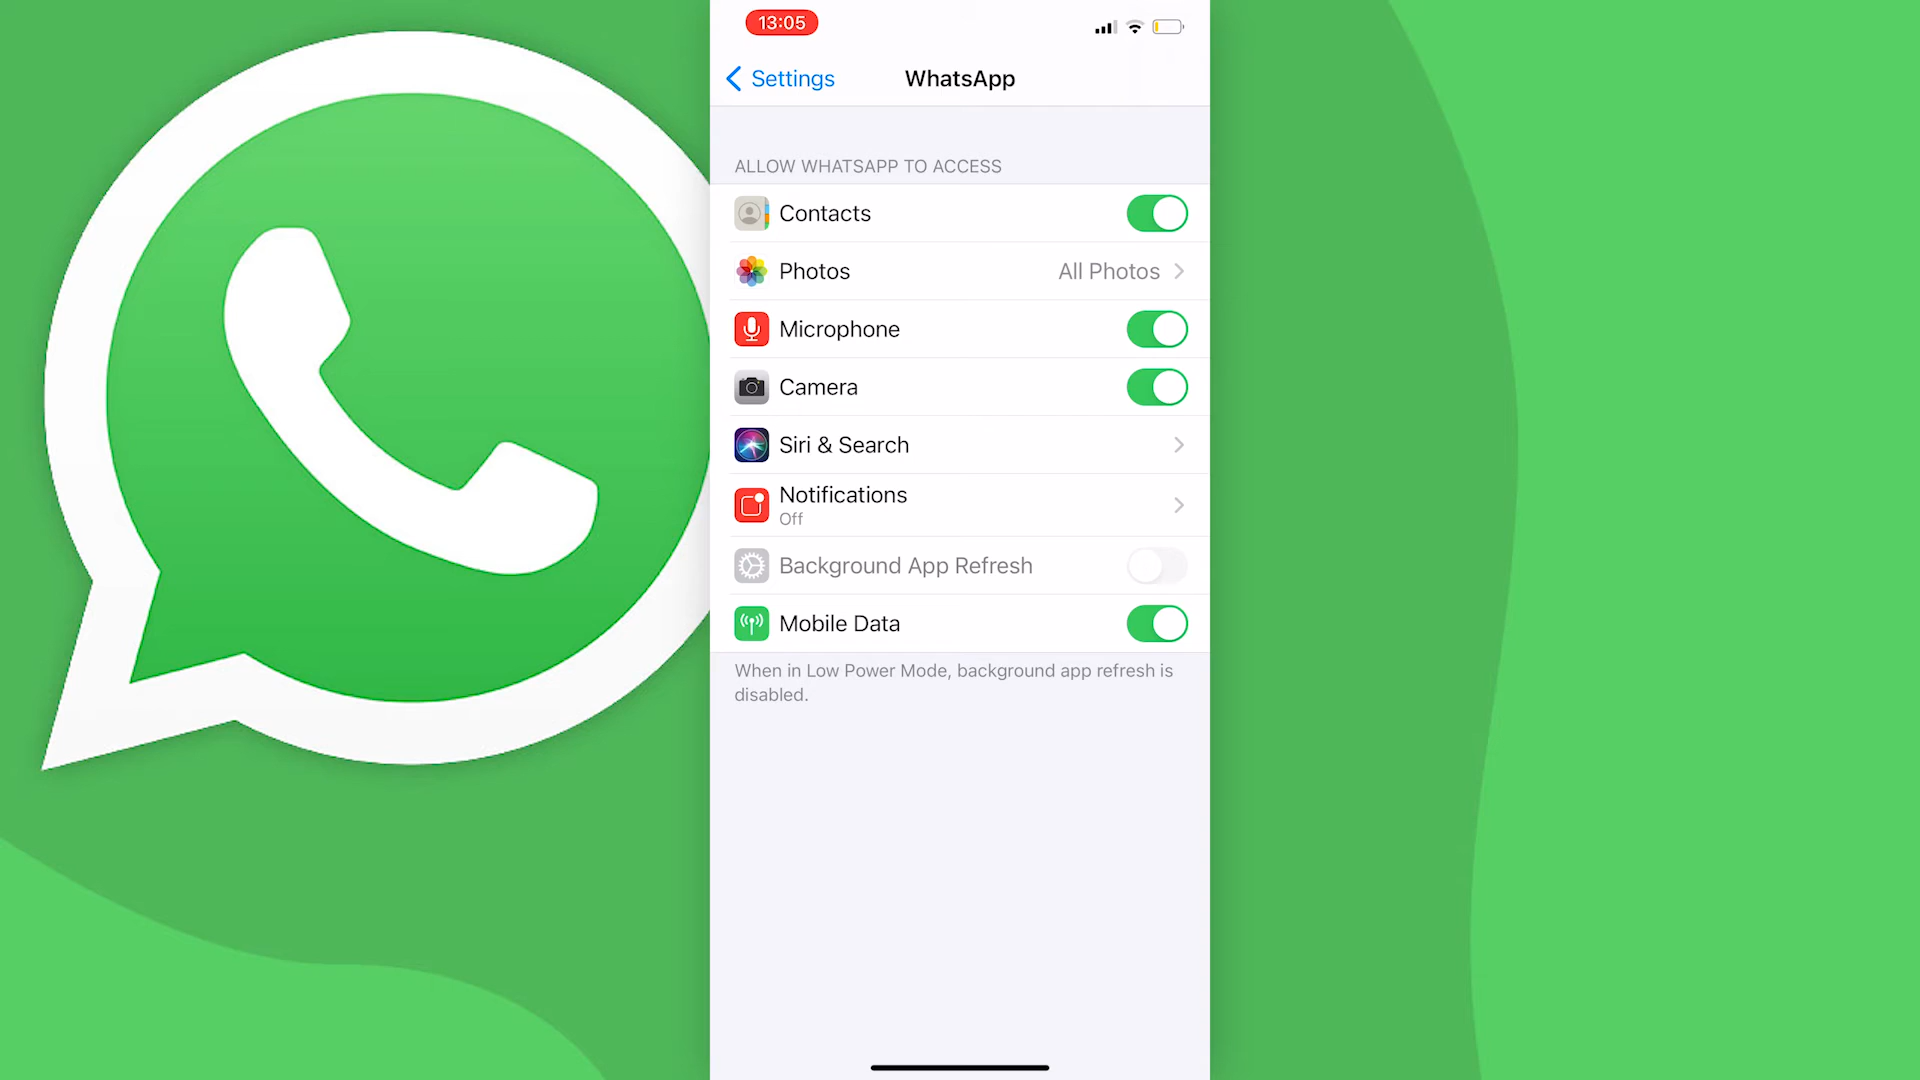 13:05
Settings
WhatsApp
ALLOW WHATSAPP TO ACCESS
Contacts
Photos All Photos
Microphone
Camera
Siri & Search
Notifications
Off
Background App Refresh
Mobile Data
When in Low Power Mode, background app refresh is
disabled.